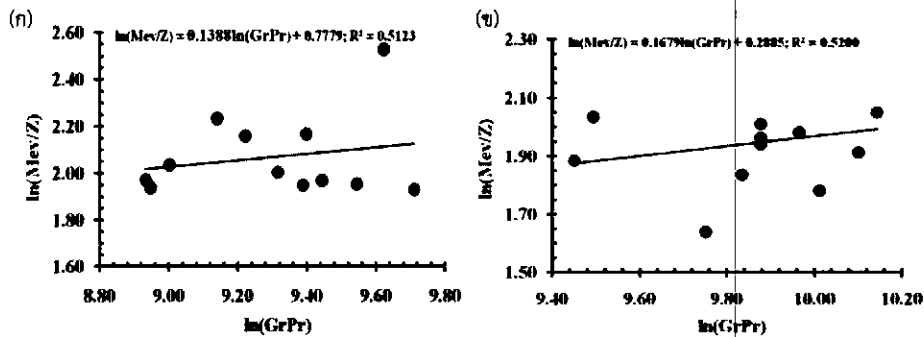 (ก)
ln(Mev/Z) = 0.1388ln(GrPr) + 0.7779; R² = 0.5123
2.60
2.40
2.20
2.00
1.80
1.60
ln(Mev/Z)
8.80 9.00 9.20 9.40 9.60 9.80
ln(GrPr)
(ข)
ln(Mev/Z) = 0.1679ln(GrPr) + 0.2885; R² = 0.5200
2.30
2.10
1.90
1.70
1.50
ln(Mev/Z)
9.40 9.60 9.80 10.00 10.20
ln(GrPr)